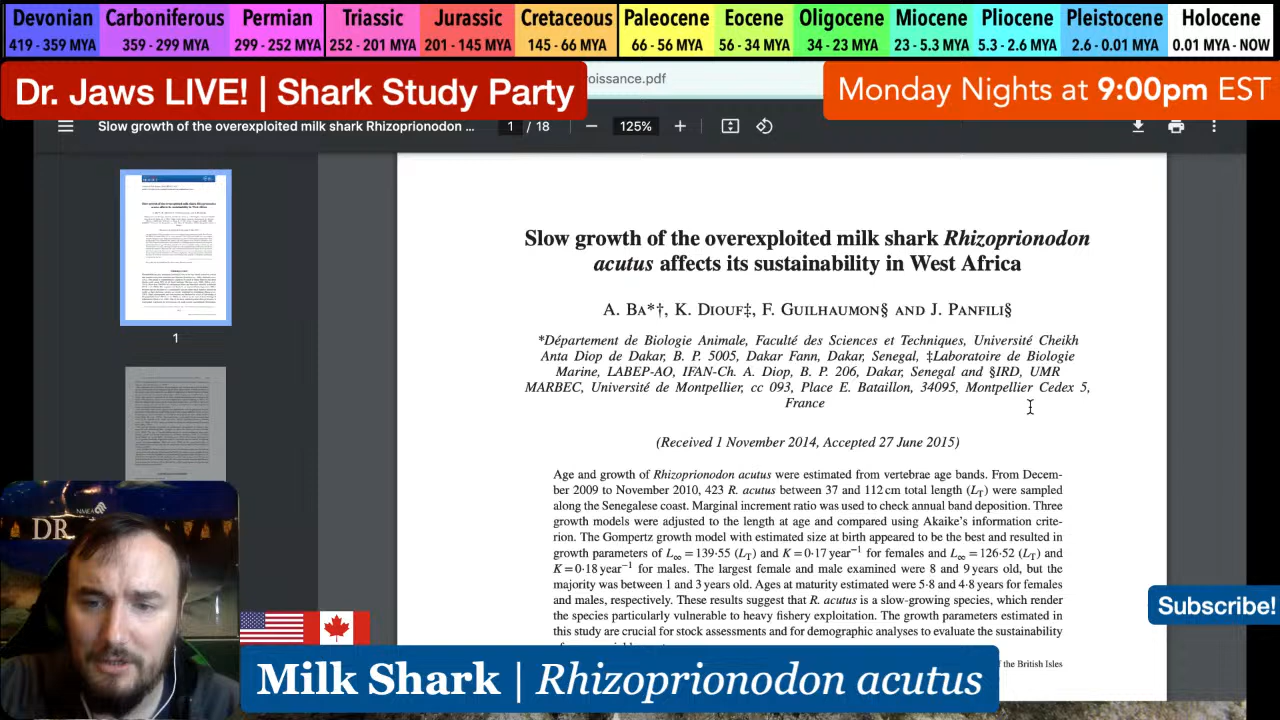 Devonian Carboniferous Permian Triassic Jurassic Cretaceous Paleocene Eocene Oligocene Miocene Pliocene Pleistocene Holocene
419 - 359 MYA 359 - 299 MYA 299 - 252 MYA 252 - 201 MYA 201 - 145 MYA 145 - 66 MYA 66 - 56 MYA 56 - 34 MYA 34 - 23 MYA 23 - 5.3 MYA 5.3 - 2.6 MYA 2.6 - 0.01 MYA 0.01 MYA - NOW
Dr. Jaws LIVE! | Shark Study Party
roissance.pdf
Monday Nights at 9:00pm EST
Slow growth of the overexploited milk shark Rhizoprionodon ... 1 / 18 125%
1
Slow growth of the overexploited milk shark Rhizoprionodon
acutus affects its sustainability in West Africa
A. Ba*†, K. Diouf‡, F. Guilhaumon§ and J. Panfili§
*Département de Biologie Animale, Faculté des Sciences et Techniques, Université Cheikh
Anta Diop de Dakar, B. P. 5005, Dakar Fann, Dakar, Senegal, ‡Laboratoire de Biologie
Marine, LABEP-AO, IFAN-Ch. A. Diop, B. P. 206, Dakar, Senegal and §IRD, UMR
MARBEC, Université de Montpellier, cc 093, Place E. Bataillon, 34095, Montpellier Cedex 5,
France
(Received 1 November 2014, Accepted 27 June 2015)
Age and growth of Rhizoprionodon acutus were estimated from vertebrae age bands. From Decem-
ber 2009 to November 2010, 423 R. acutus between 37 and 112 cm total length (LT) were sampled
along the Senegalese coast. Marginal increment ratio was used to check annual band deposition. Three
growth models were adjusted to the length at age and compared using Akaike's information crite-
rion. The Gompertz growth model with estimated size at birth appeared to be the best and resulted in
growth parameters of L∞ = 139·55 (LT) and K = 0·17 year−1 for females and L∞ = 126·52 (LT) and
K = 0·18 year−1 for males. The largest female and male examined were 8 and 9 years old, but the
majority was between 1 and 3 years old. Ages at maturity estimated were 5·8 and 4·8 years for females
and males, respectively. These results suggest that R. acutus is a slow-growing species, which render
the species particularly vulnerable to heavy fishery exploitation. The growth parameters estimated in
this study are crucial for stock assessments and for demographic analyses to evaluate the sustainability
of the British Isles
NMEA
DR.
Subscribe!
Milk Shark | Rhizoprionodon acutus